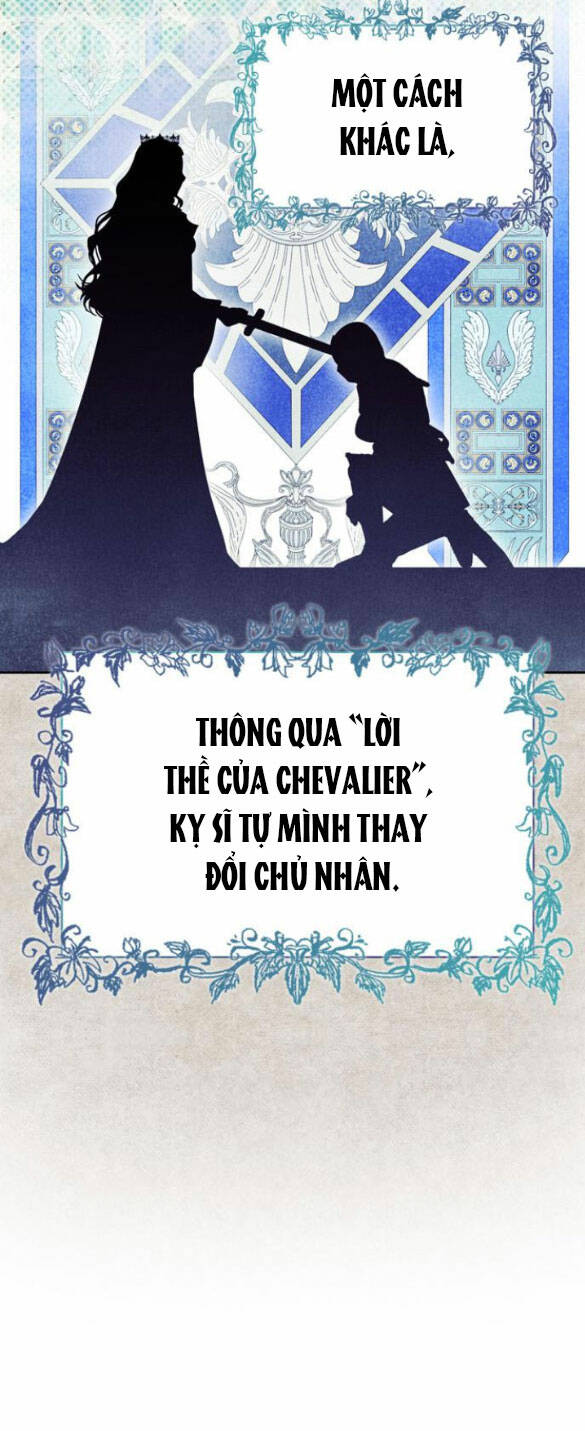 MỘT CÁCH
KHÁC LÀ,
THÔNG QUA “LỜI
THỀ CỦA CHEVALIER”,
KỴ SĨ TỰ MÌNH THAY
ĐỔI CHỦ NHÂN.